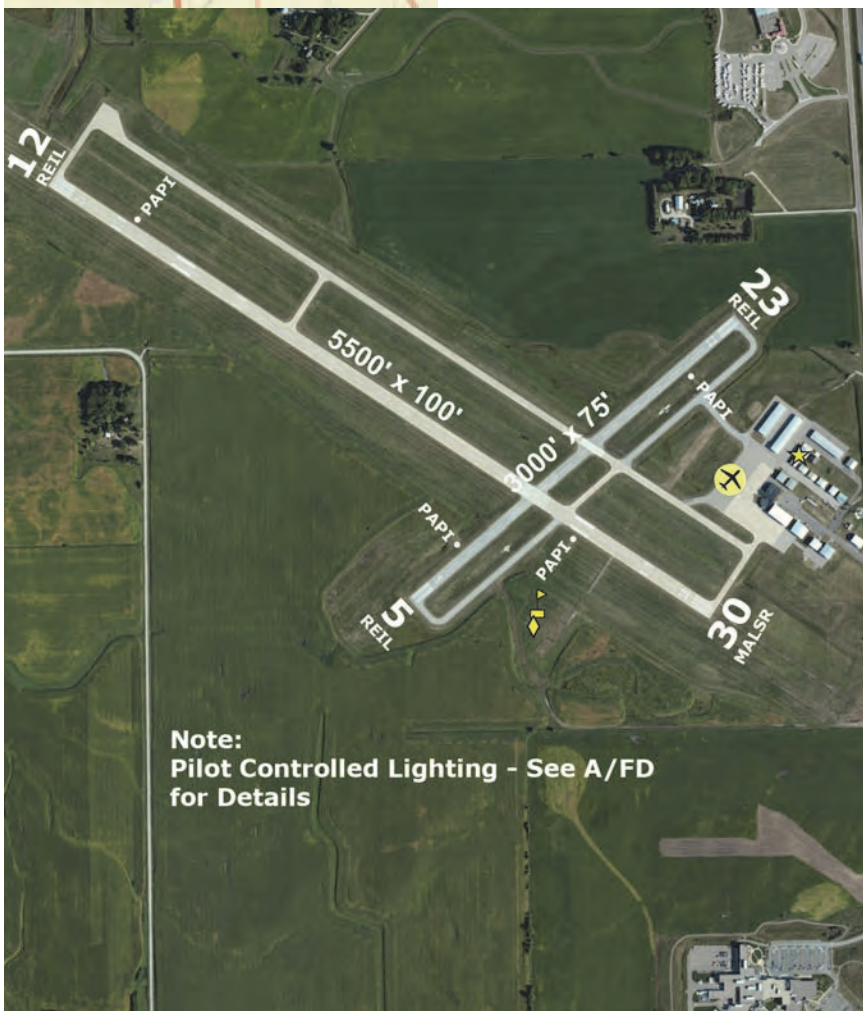 12
REIL
PAPI
23
REIL
5500' x 100'
PAPI
3000' x 75'
PAPI
PAPI
5
REIL
30
MALSR
Note:
Pilot Controlled Lighting - See A/FD
for Details